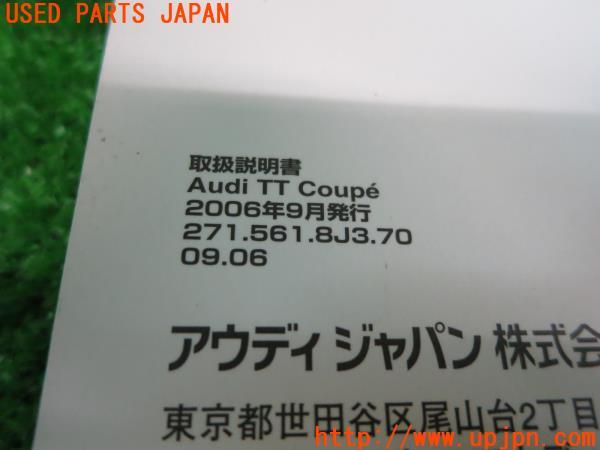 USED PARTS JAPAN
取扱説明書
Audi TT Coupé
2006年9月発行
271.561.8J3.70
09.06
アウディ ジャパン 株式会
東京都世田谷区尾山台2丁目
http://www.upjpn.com